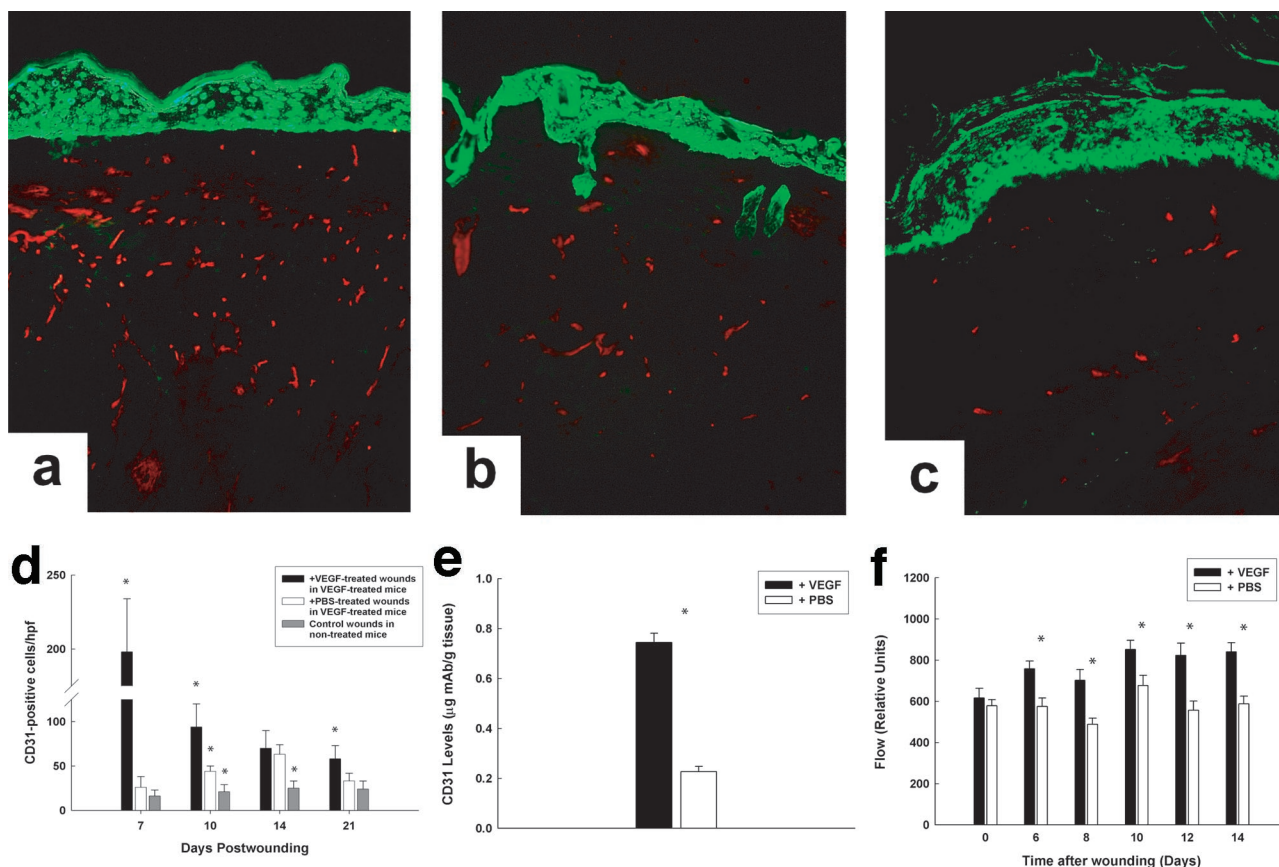 a
b
c
d
CD31-positive cells/hpf
250
200
100
50
0
*
*
*
*
*
*
7
10
14
21
Days Postwounding
+VEGF-treated wounds
in VEGF-treated mice
+PBS-treated wounds
in VEGF-treated mice
Control wounds in
non-treated mice
e
CD31 Levels (µg mAb/g tissue)
1.0
0.8
0.6
0.4
0.2
0.0
+ VEGF
+ PBS
*
f
Flow (Relative Units)
1200
1000
800
600
400
200
0
+ VEGF
+ PBS
*
*
*
*
*
0
6
8
10
12
14
Time after wounding (Days)